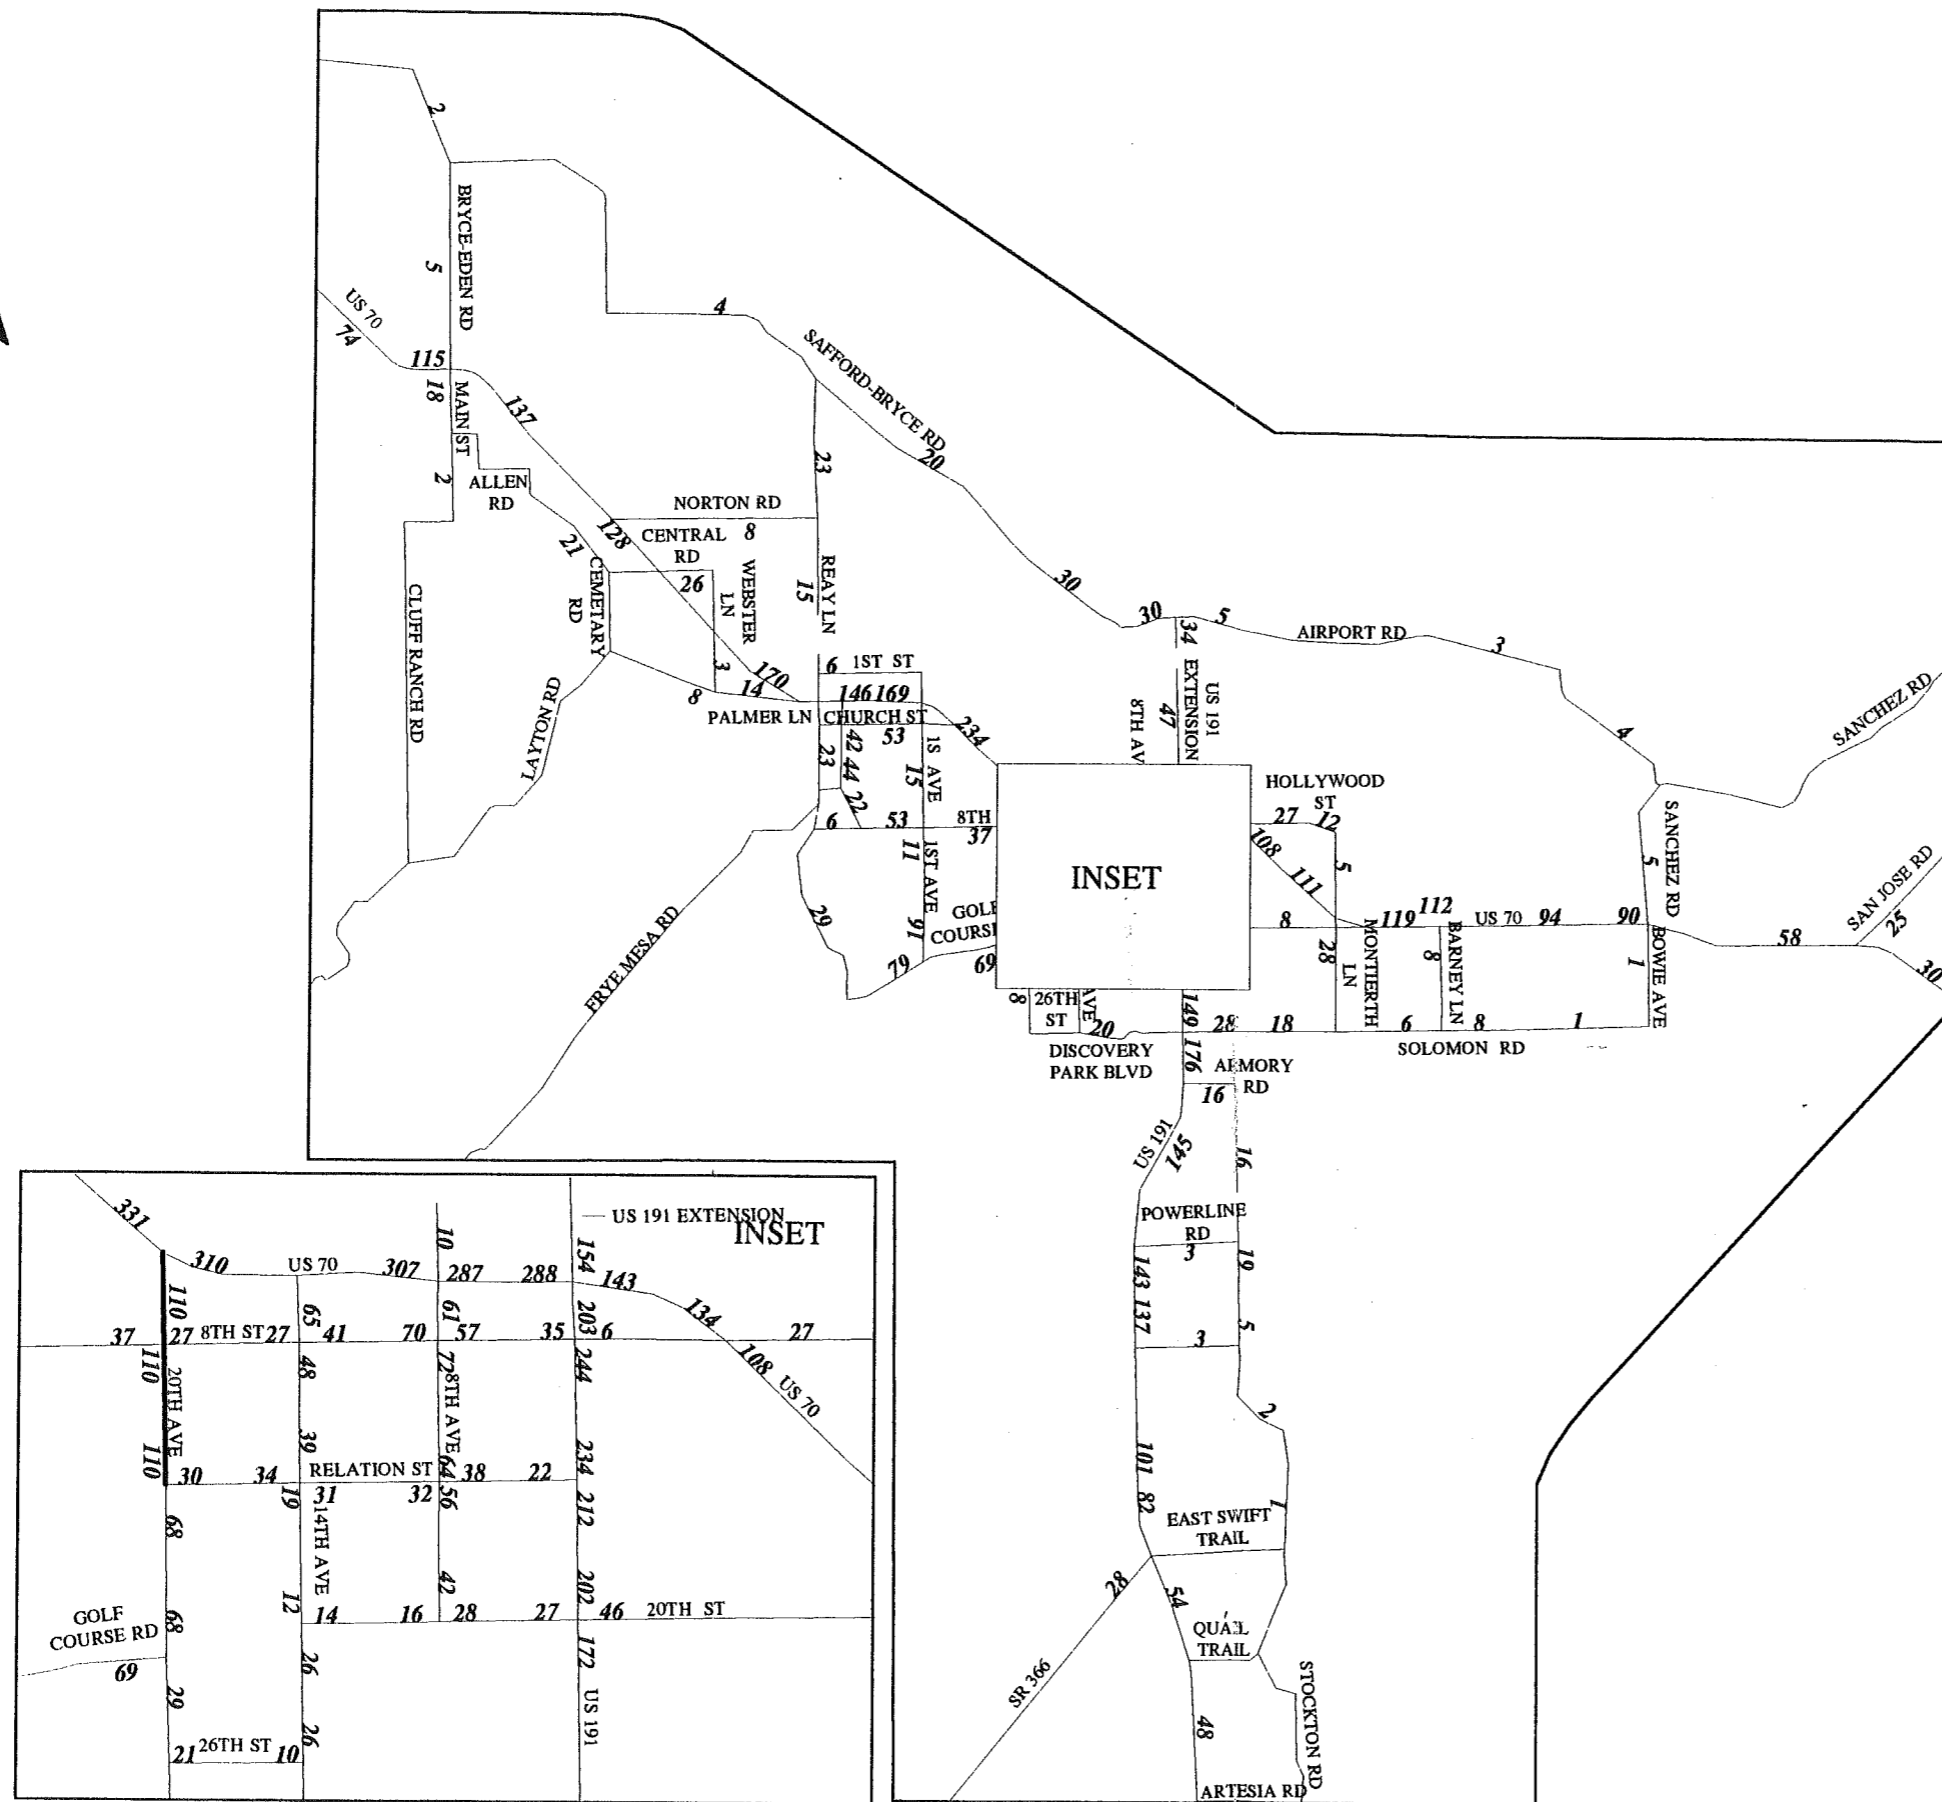 2
BRYCE-EDEN RD
5
US 70
74
115
18
MAIN ST
137
2
ALLEN
RD
4
SAFFORD-BRYCE RD
20
23
NORTON RD
8
CENTRAL
RD
128
21
26
WEBSTER
LN
CEMETARY
RD
REAY LN
15
30
30
34
5
AIRPORT RD
3
US 191
EXTENSION
47
8TH AV
CLUFF RANCH RD
LAYTON RD
3
8
14
170
6
1ST ST
146
169
PALMER LN
CHURCH ST
234
53
42
44
23
22
1S AVE
15
6
53
8TH
37
11
1ST AVE
91
29
79
GOLF
COURSE
69
FRYE MESA RD
INSET
HOLLYWOOD
ST
27
12
108
111
5
4
SANCHEZ RD
SANCHEZ RD
5
SAN JOSE RD
25
8
119
112
US 70
94
90
58
30
28
MONTIERTH
LN
8
BARNEY LN
1
BOWIE AVE
8
26TH
ST
AVE
20
149
28
18
6
8
1
SOLOMON RD
DISCOVERY
PARK BLVD
176
ARMORY
RD
16
US 191
145
16
POWERLINE
RD
3
19
143
137
3
5
2
101
82
1
EAST SWIFT
TRAIL
28
54
QUAIL
TRAIL
SR 366
48
STOCKTON RD
ARTESIA RD
331
US 191 EXTENSION
INSET
310
US 70
307
10
287
288
154
143
134
110
65
61
203
37
27
8TH ST
27
41
70
57
35
6
27
110
48
72
244
108
US 70
20TH AVE
8TH AVE
110
39
64
234
30
34
RELATION ST
38
22
19
31
32
56
212
68
14TH AVE
12
42
202
14
16
28
27
46
20TH ST
GOLF
COURSE RD
68
69
26
172
29
US 191
26
21
26TH ST
10